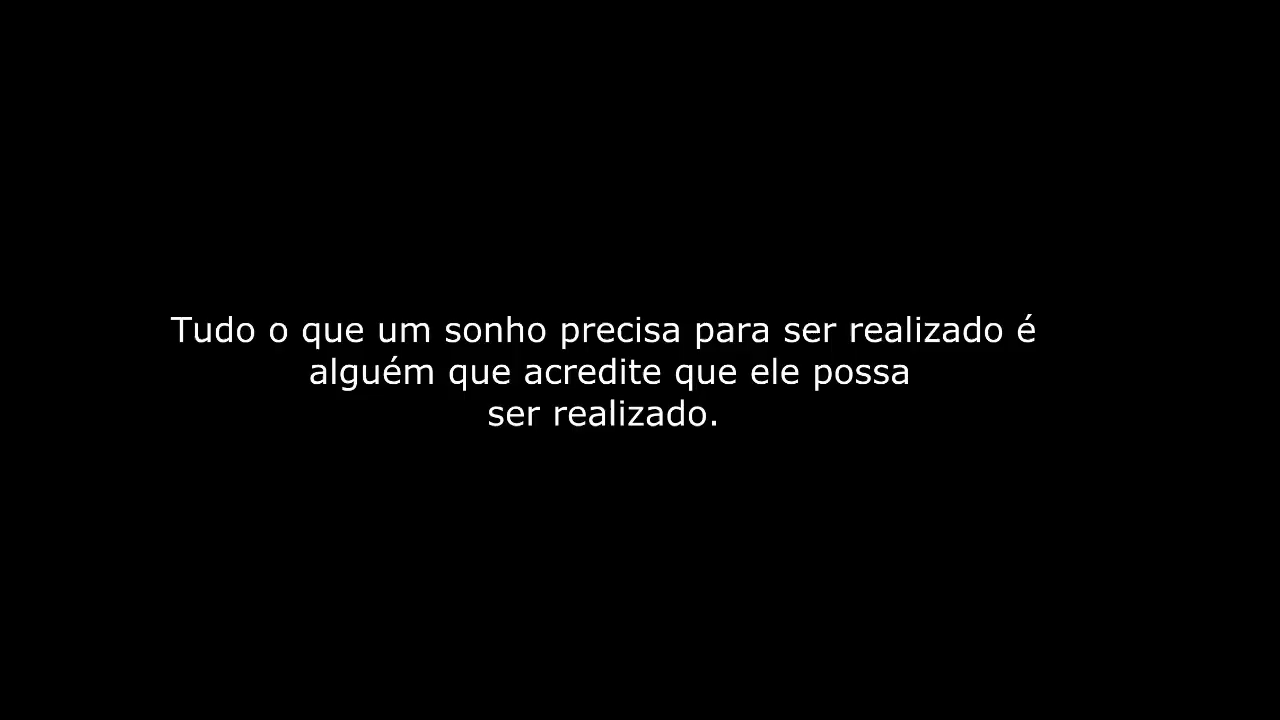 Tudo o que um sonho precisa para ser realizado é
alguém que acredite que ele possa
ser realizado.